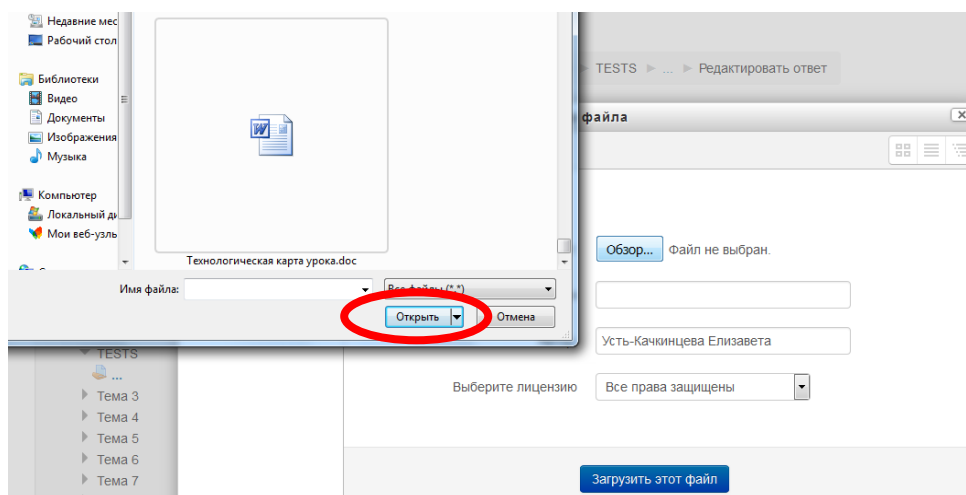 Недавние мес
Рабочий стол
Библиотеки
Видео
Документы
Изображения
Музыка
Компьютер
Локальный ди
Мои веб-узль
Технологическая карта урока.doc
Имя файла:
Все файлы (*.*)
Открыть
Отмена
TESTS ► ... ► Редактировать ответ
файла
Обзор... Файл не выбран.
Усть-Качкинцева Елизавета
Выберите лицензию
Все права защищены
Загрузить этот файл
TESTS
...
Тема 3
Тема 4
Тема 5
Тема 6
Тема 7